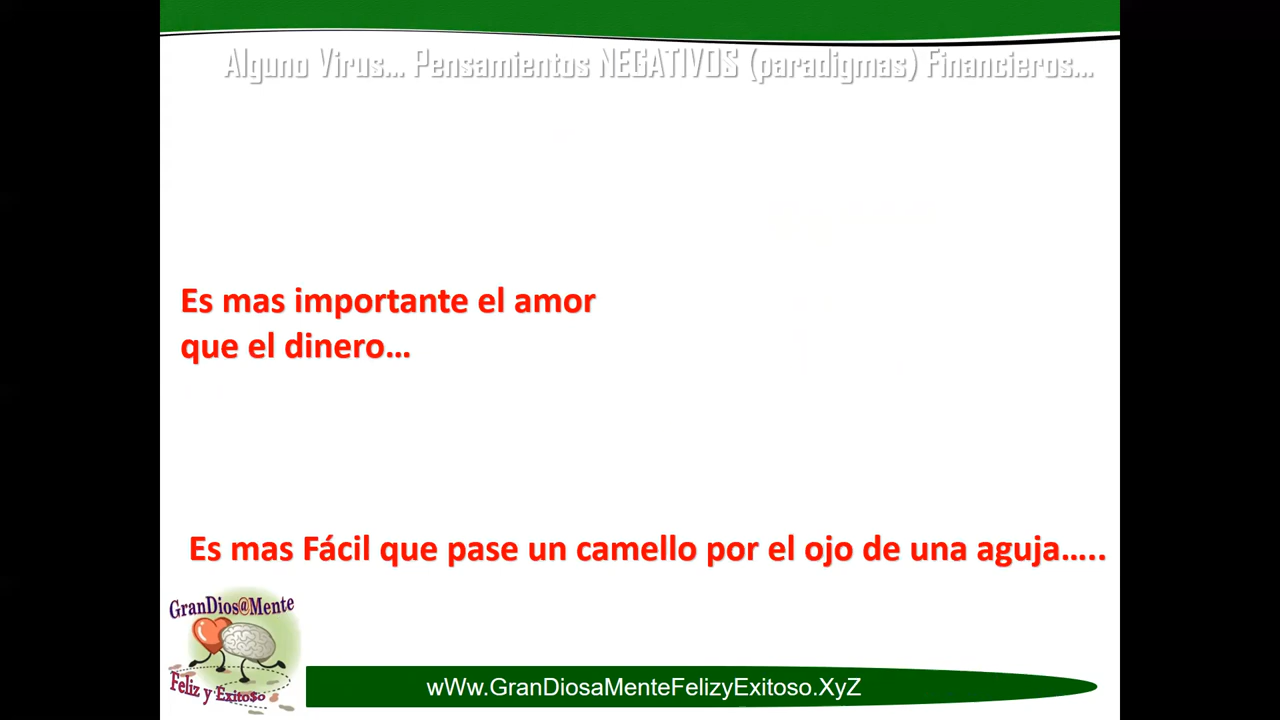 Alguno Virus... Pensamientos NEGATIVOS (paradigmas) Financieros...
Es mas importante el amor
que el dinero...
Es mas Fácil que pase un camello por el ojo de una aguja.....
GranDios@Mente
Feliz y Exito$o
wWw.GranDiosaMenteFelizyExitoso.XyZ